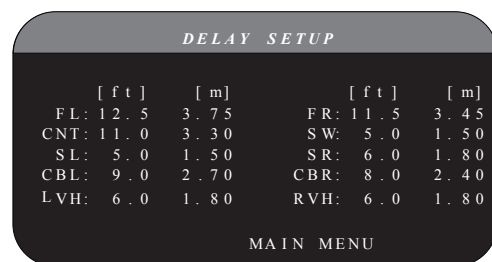 DELAY SETUP
[ft] [m] [ft] [m]
FL: 12.5 3.75 FR: 11.5 3.45
CNT: 11.0 3.30 SW: 5.0 1.50
SL: 5.0 1.50 SR: 6.0 1.80
CBL: 9.0 2.70 CBR: 8.0 2.40
LVH: 6.0 1.80 RVH: 6.0 1.80
MAIN MENU